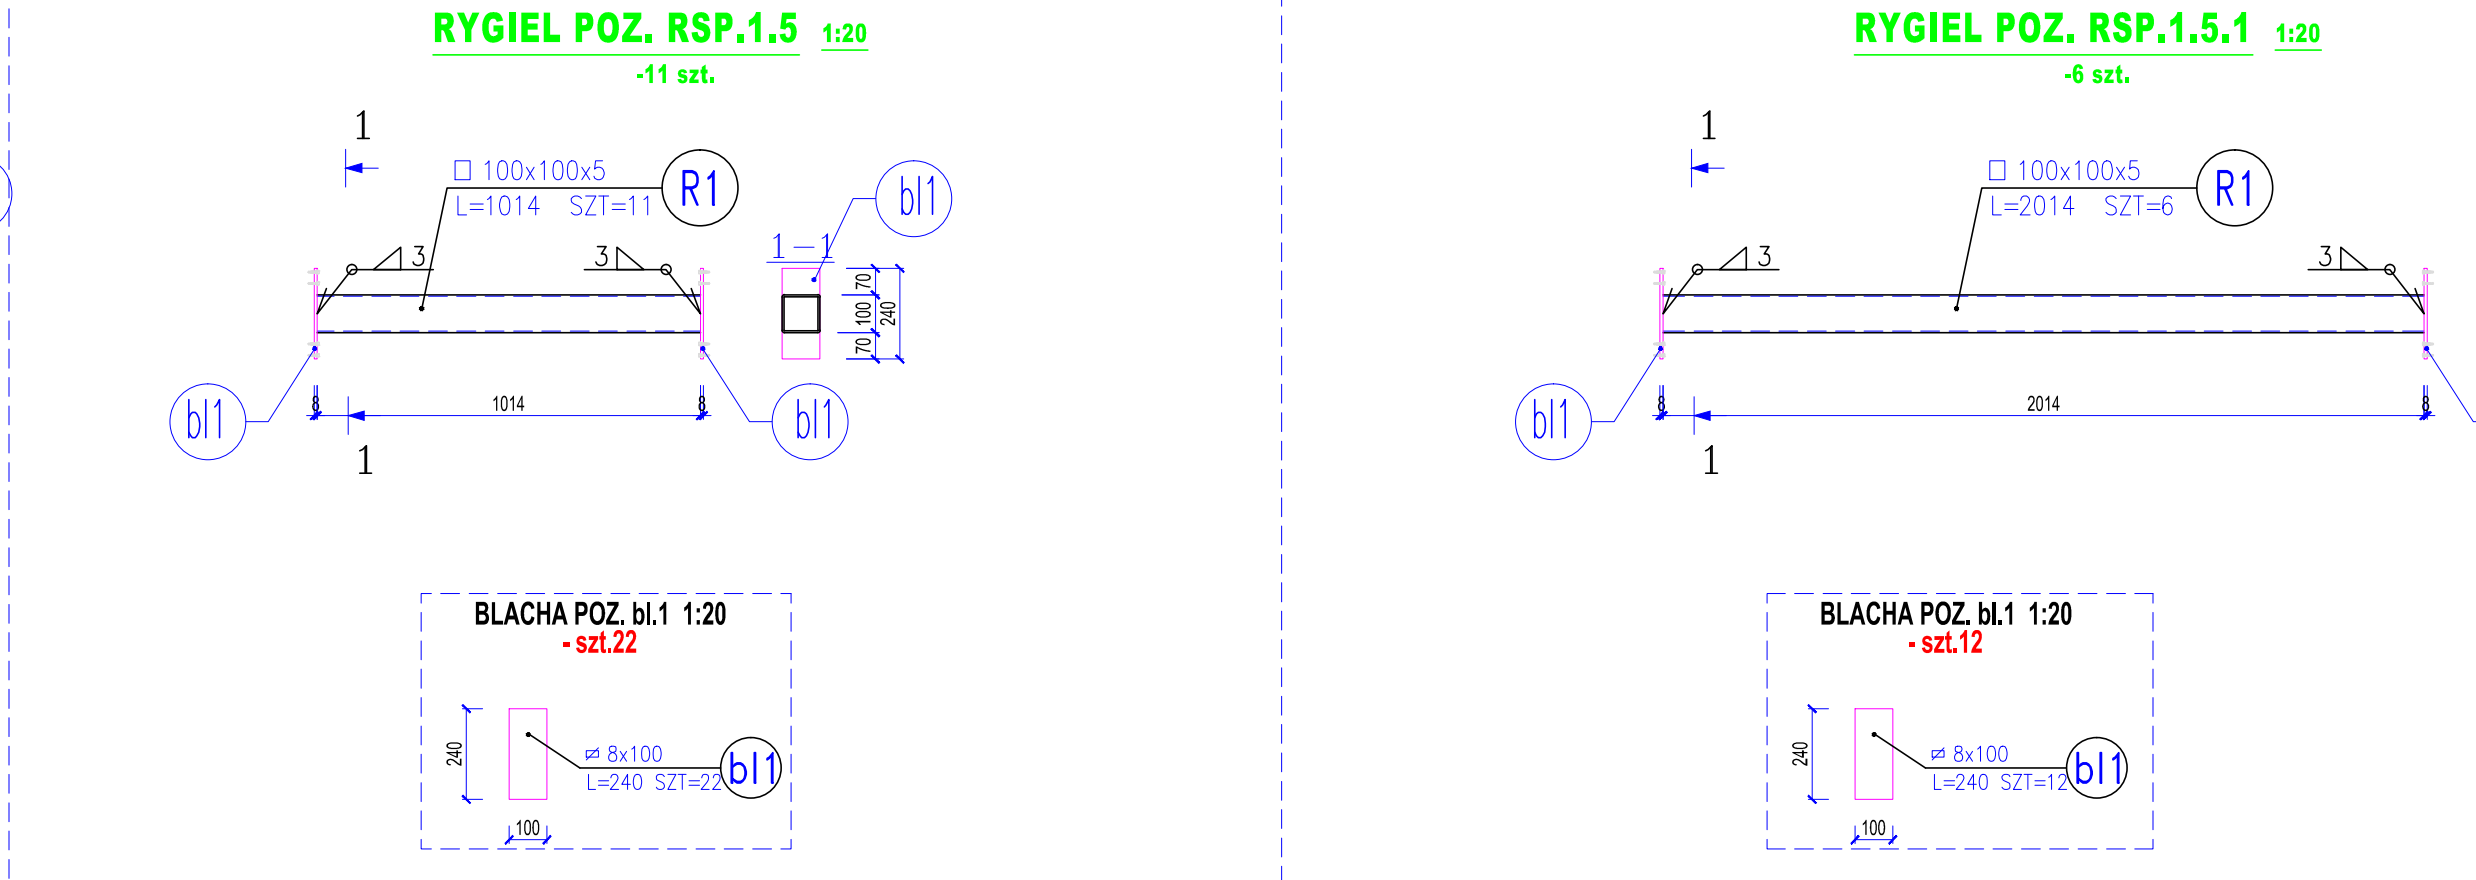 RYGIEL POZ. RSP.1.5 1:20
-11 szt.
1
100x100x5
L=1014 SZT=11
R1
bl1
1-1
3
3
70
100
70
240
8
1014
8
bl1
bl1
1
BLACHA POZ. bl.1 1:20
- szt.22
240
8x100
L=240 SZT=22
bl1
100
RYGIEL POZ. RSP.1.5.1 1:20
-6 szt.
1
100x100x5
L=2014 SZT=6
R1
3
3
8
2014
8
bl1
1
BLACHA POZ. bl.1 1:20
- szt.12
240
8x100
L=240 SZT=12
bl1
100